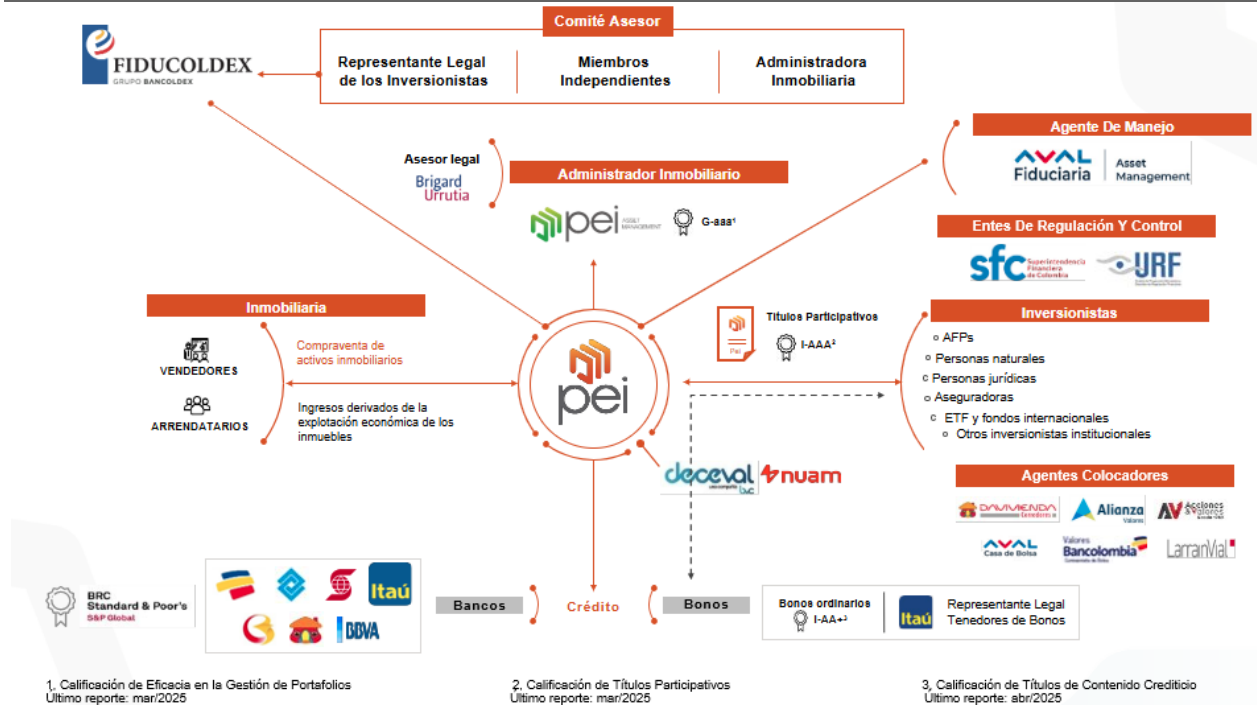 Comité Asesor
FIDUCOLDEX
GRUPO BANCOLDEX
Representante Legal
de los Inversionistas
Miembros
Independientes
Administradora
Inmobiliaria
Agente De Manejo
AVAL
Fiduciaria
Asset
Management
Asesor legal
Brigard
Urrutia
Administrador Inmobiliario
pei
ASSET
MANAGEMENT
G-aaa¹
Entes De Regulación Y Control
sfc
Superintendencia
Financiera
de Colombia
URF
Inmobiliaria
VENDEDORES
ARRENDATARIOS
Compraventa de
activos inmobiliarios
Ingresos derivados de la
explotación económica de los
inmuebles
pei
Pei
Títulos Participativos
I-AAA²
Inversionistas
AFPs
Personas naturales
Personas jurídicas
Aseguradoras
ETF y fondos internacionales
Otros inversionistas institucionales
deceval
bvc
nuam
Agentes Colocadores
DAVIVIENDA
Corredores
Alianza
Valores
AV
Acciones
& Valores
AVAL
Casa de Bolsa
Valores
Bancolombia
LarrainVial
BRC
Standard & Poor's
S&P Global
Itaú
BBVA
Bancos
Crédito
Bonos
Bonos ordinarios
I-AA+³
Itaú
Representante Legal
Tenedores de Bonos
1. Calificación de Eficacia en la Gestión de Portafolios
Último reporte: mar/2025
2. Calificación de Títulos Participativos
Último reporte: mar/2025
3. Calificación de Títulos de Contenido Crediticio
Último reporte: abr/2025